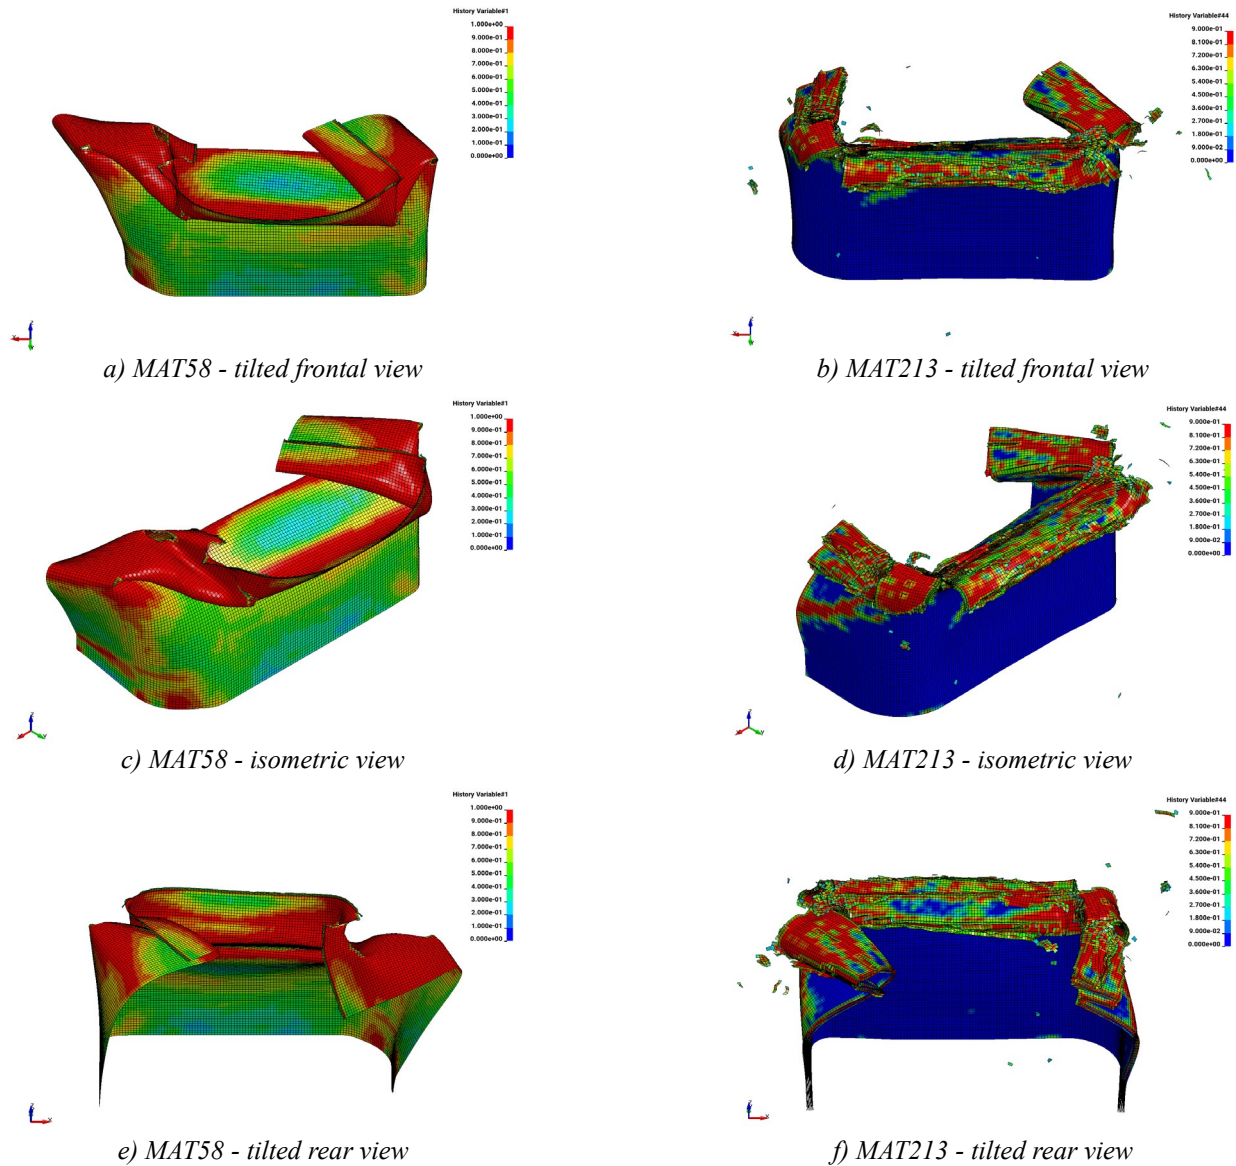 History Variable#1
1.000e+00
9.000e-01
8.000e-01
7.000e-01
6.000e-01
5.000e-01
4.000e-01
3.000e-01
2.000e-01
1.000e-01
0.000e+00
History Variable#44
9.000e-01
8.100e-01
7.200e-01
6.300e-01
5.400e-01
4.500e-01
3.600e-01
2.700e-01
1.800e-01
9.000e-02
0.000e+00
a) MAT58 - tilted frontal view
b) MAT213 - tilted frontal view
History Variable#1
1.000e+00
9.000e-01
8.000e-01
7.000e-01
6.000e-01
5.000e-01
4.000e-01
3.000e-01
2.000e-01
1.000e-01
0.000e+00
History Variable#44
9.000e-01
8.100e-01
7.200e-01
6.300e-01
5.400e-01
4.500e-01
3.600e-01
2.700e-01
1.800e-01
9.000e-02
0.000e+00
c) MAT58 - isometric view
d) MAT213 - isometric view
History Variable#1
1.000e+00
9.000e-01
8.000e-01
7.000e-01
6.000e-01
5.000e-01
4.000e-01
3.000e-01
2.000e-01
1.000e-01
0.000e+00
History Variable#44
9.000e-01
8.100e-01
7.200e-01
6.300e-01
5.400e-01
4.500e-01
3.600e-01
2.700e-01
1.800e-01
9.000e-02
0.000e+00
e) MAT58 - tilted rear view
f) MAT213 - tilted rear view